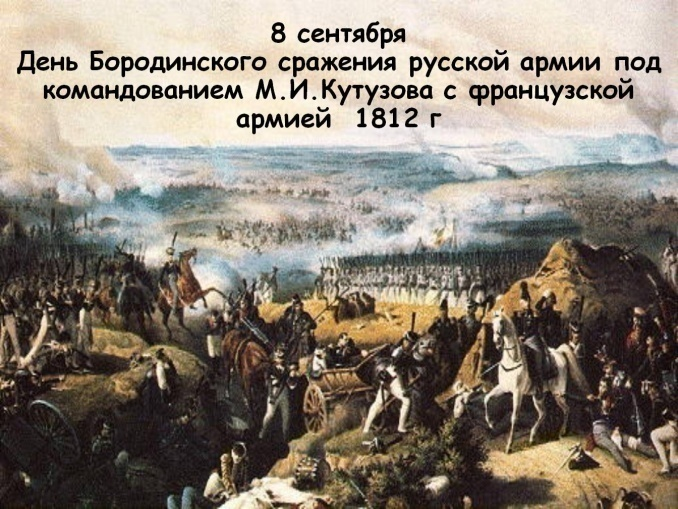 8 сентября
День Бородинского сражения русской армии под
командованием М.И.Кутузова с французской
армией 1812 г